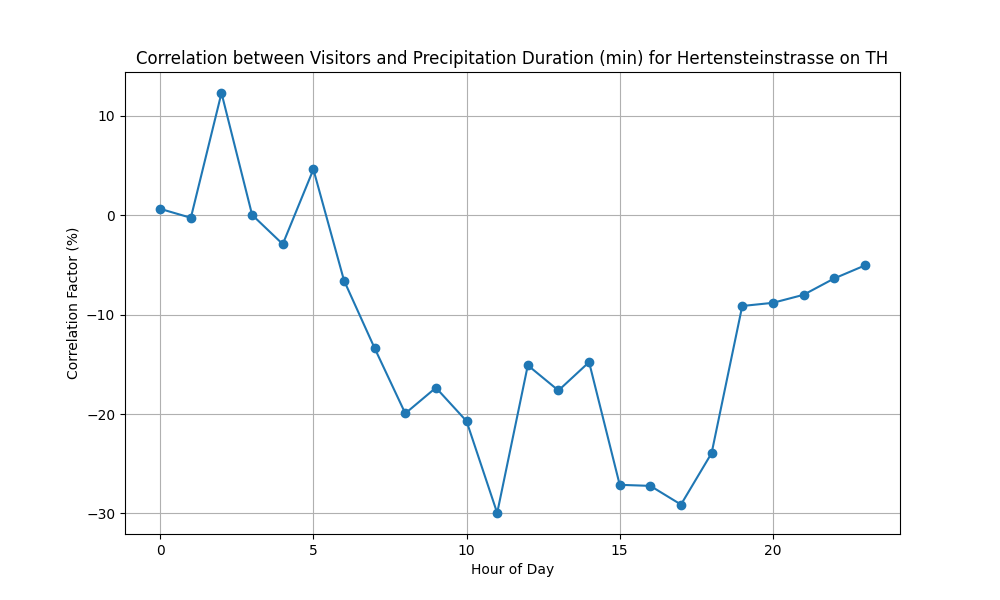 Correlation between Visitors and Precipitation Duration (min) for Hertensteinstrasse on TH
Correlation Factor (%)
10
0
−10
−20
−30
0 5 10 15 20
Hour of Day